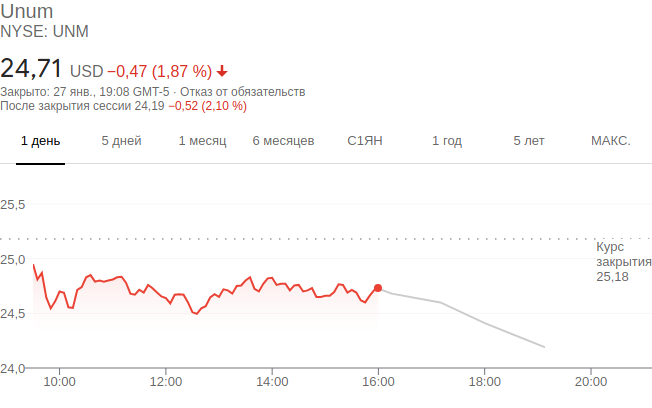 Unum
NYSE: UNM
24,71 USD −0,47 (1,87 %)
Закрыто: 27 янв., 19:08 GMT-5 · Отказ от обязательств
После закрытия сессии 24,19 −0,52 (2,10 %)
1 день 5 дней 1 месяц 6 месяцев С1ЯН 1 год 5 лет МАКС.
25,5
Курс
закрытия
25,18
25,0
24,5
24,0
10:00 12:00 14:00 16:00 18:00 20:00